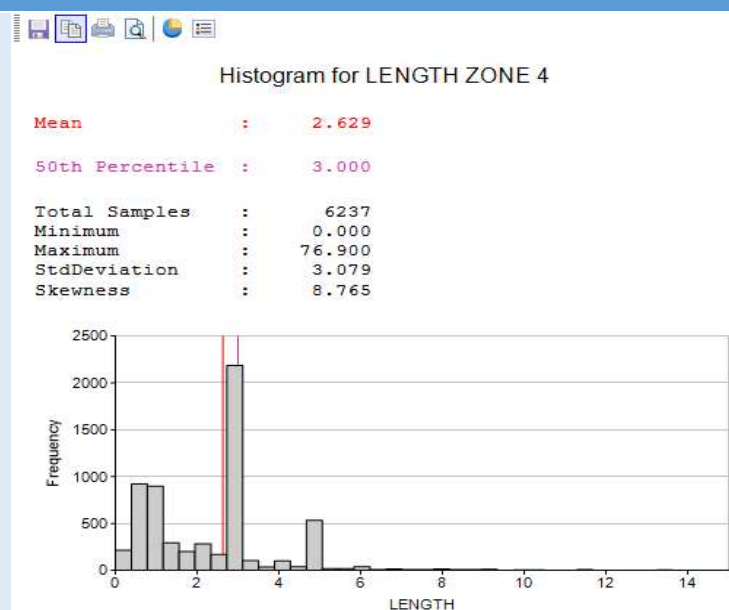 Histogram for LENGTH ZONE 4
Mean : 2.629
50th Percentile : 3.000
Total Samples : 6237
Minimum : 0.000
Maximum : 76.900
StdDeviation : 3.079
Skewness : 8.765
2500
2000
1500
1000
500
0
Frequency
0 2 4 6 8 10 12 14
LENGTH